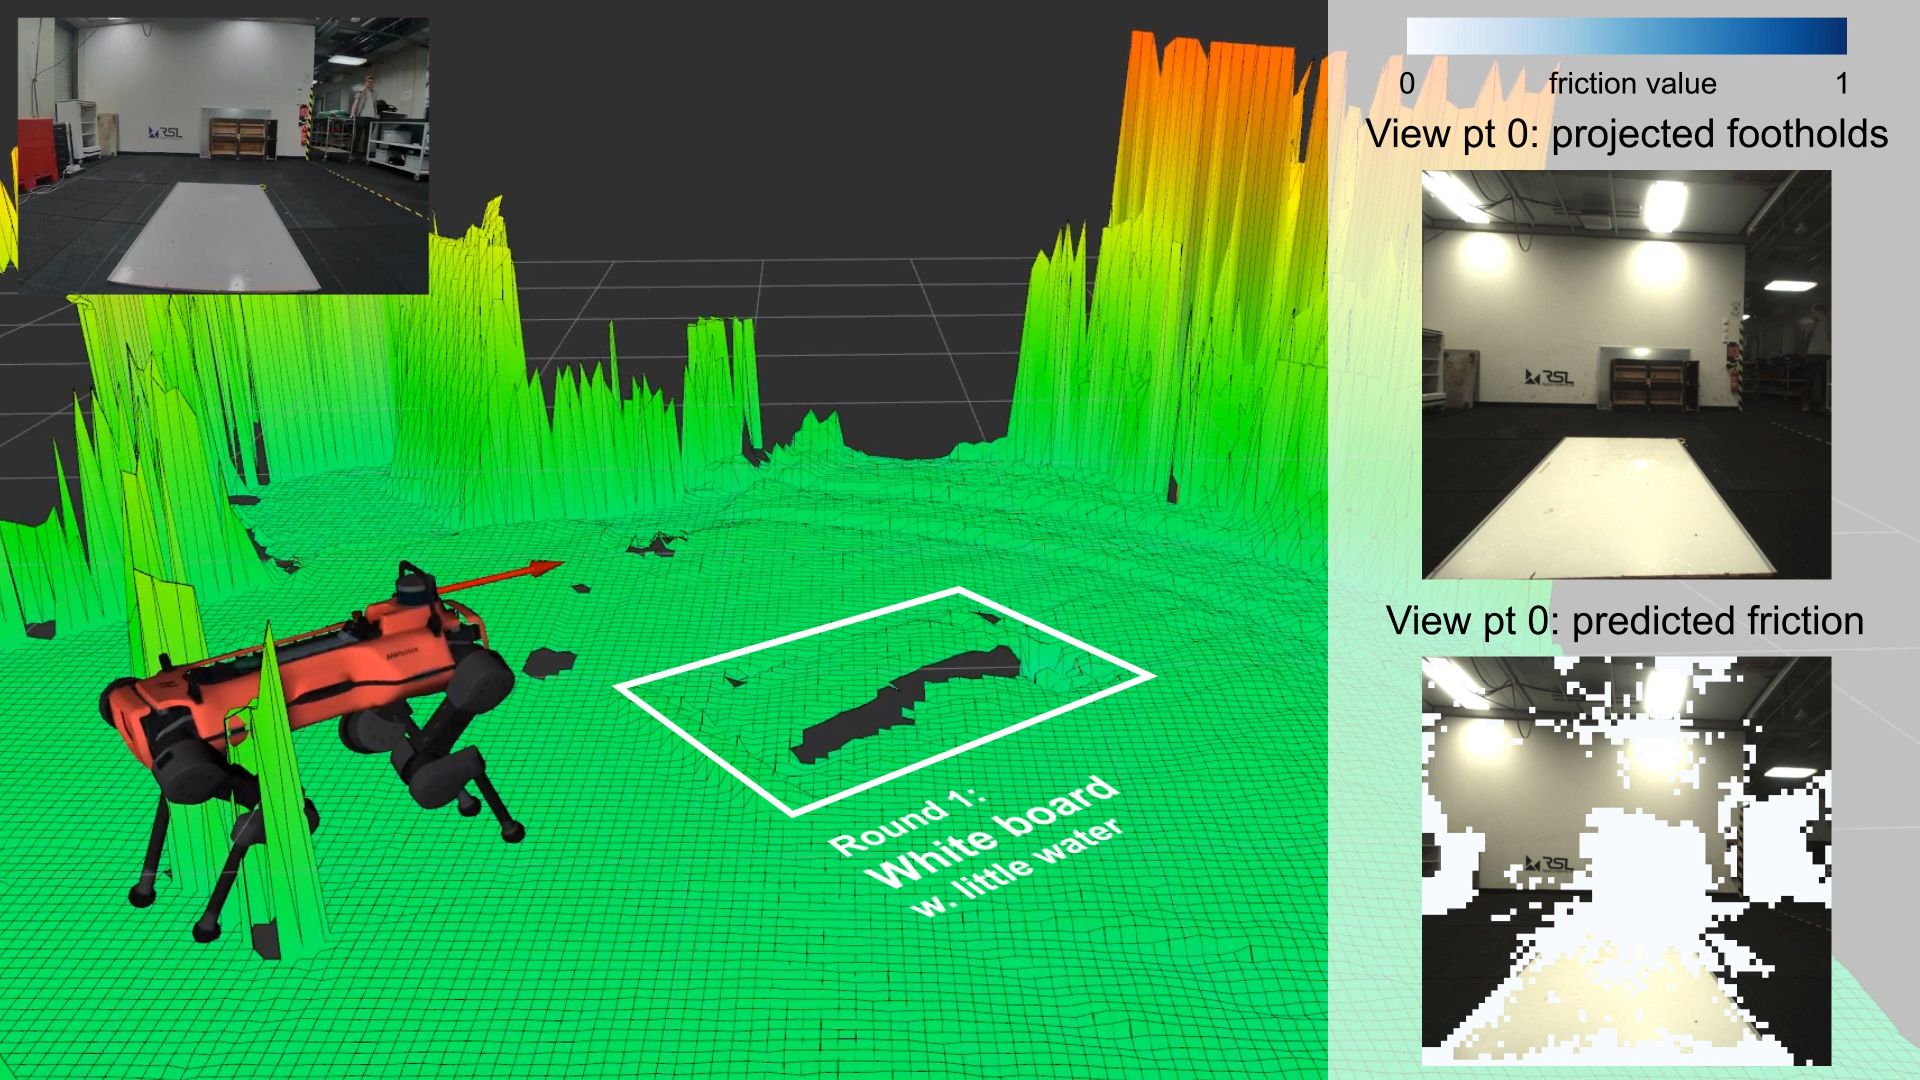 RSL
0 friction value 1
View pt 0: projected footholds
RSL
View pt 0: predicted friction
RSL
Round 1:
White board
w. little water